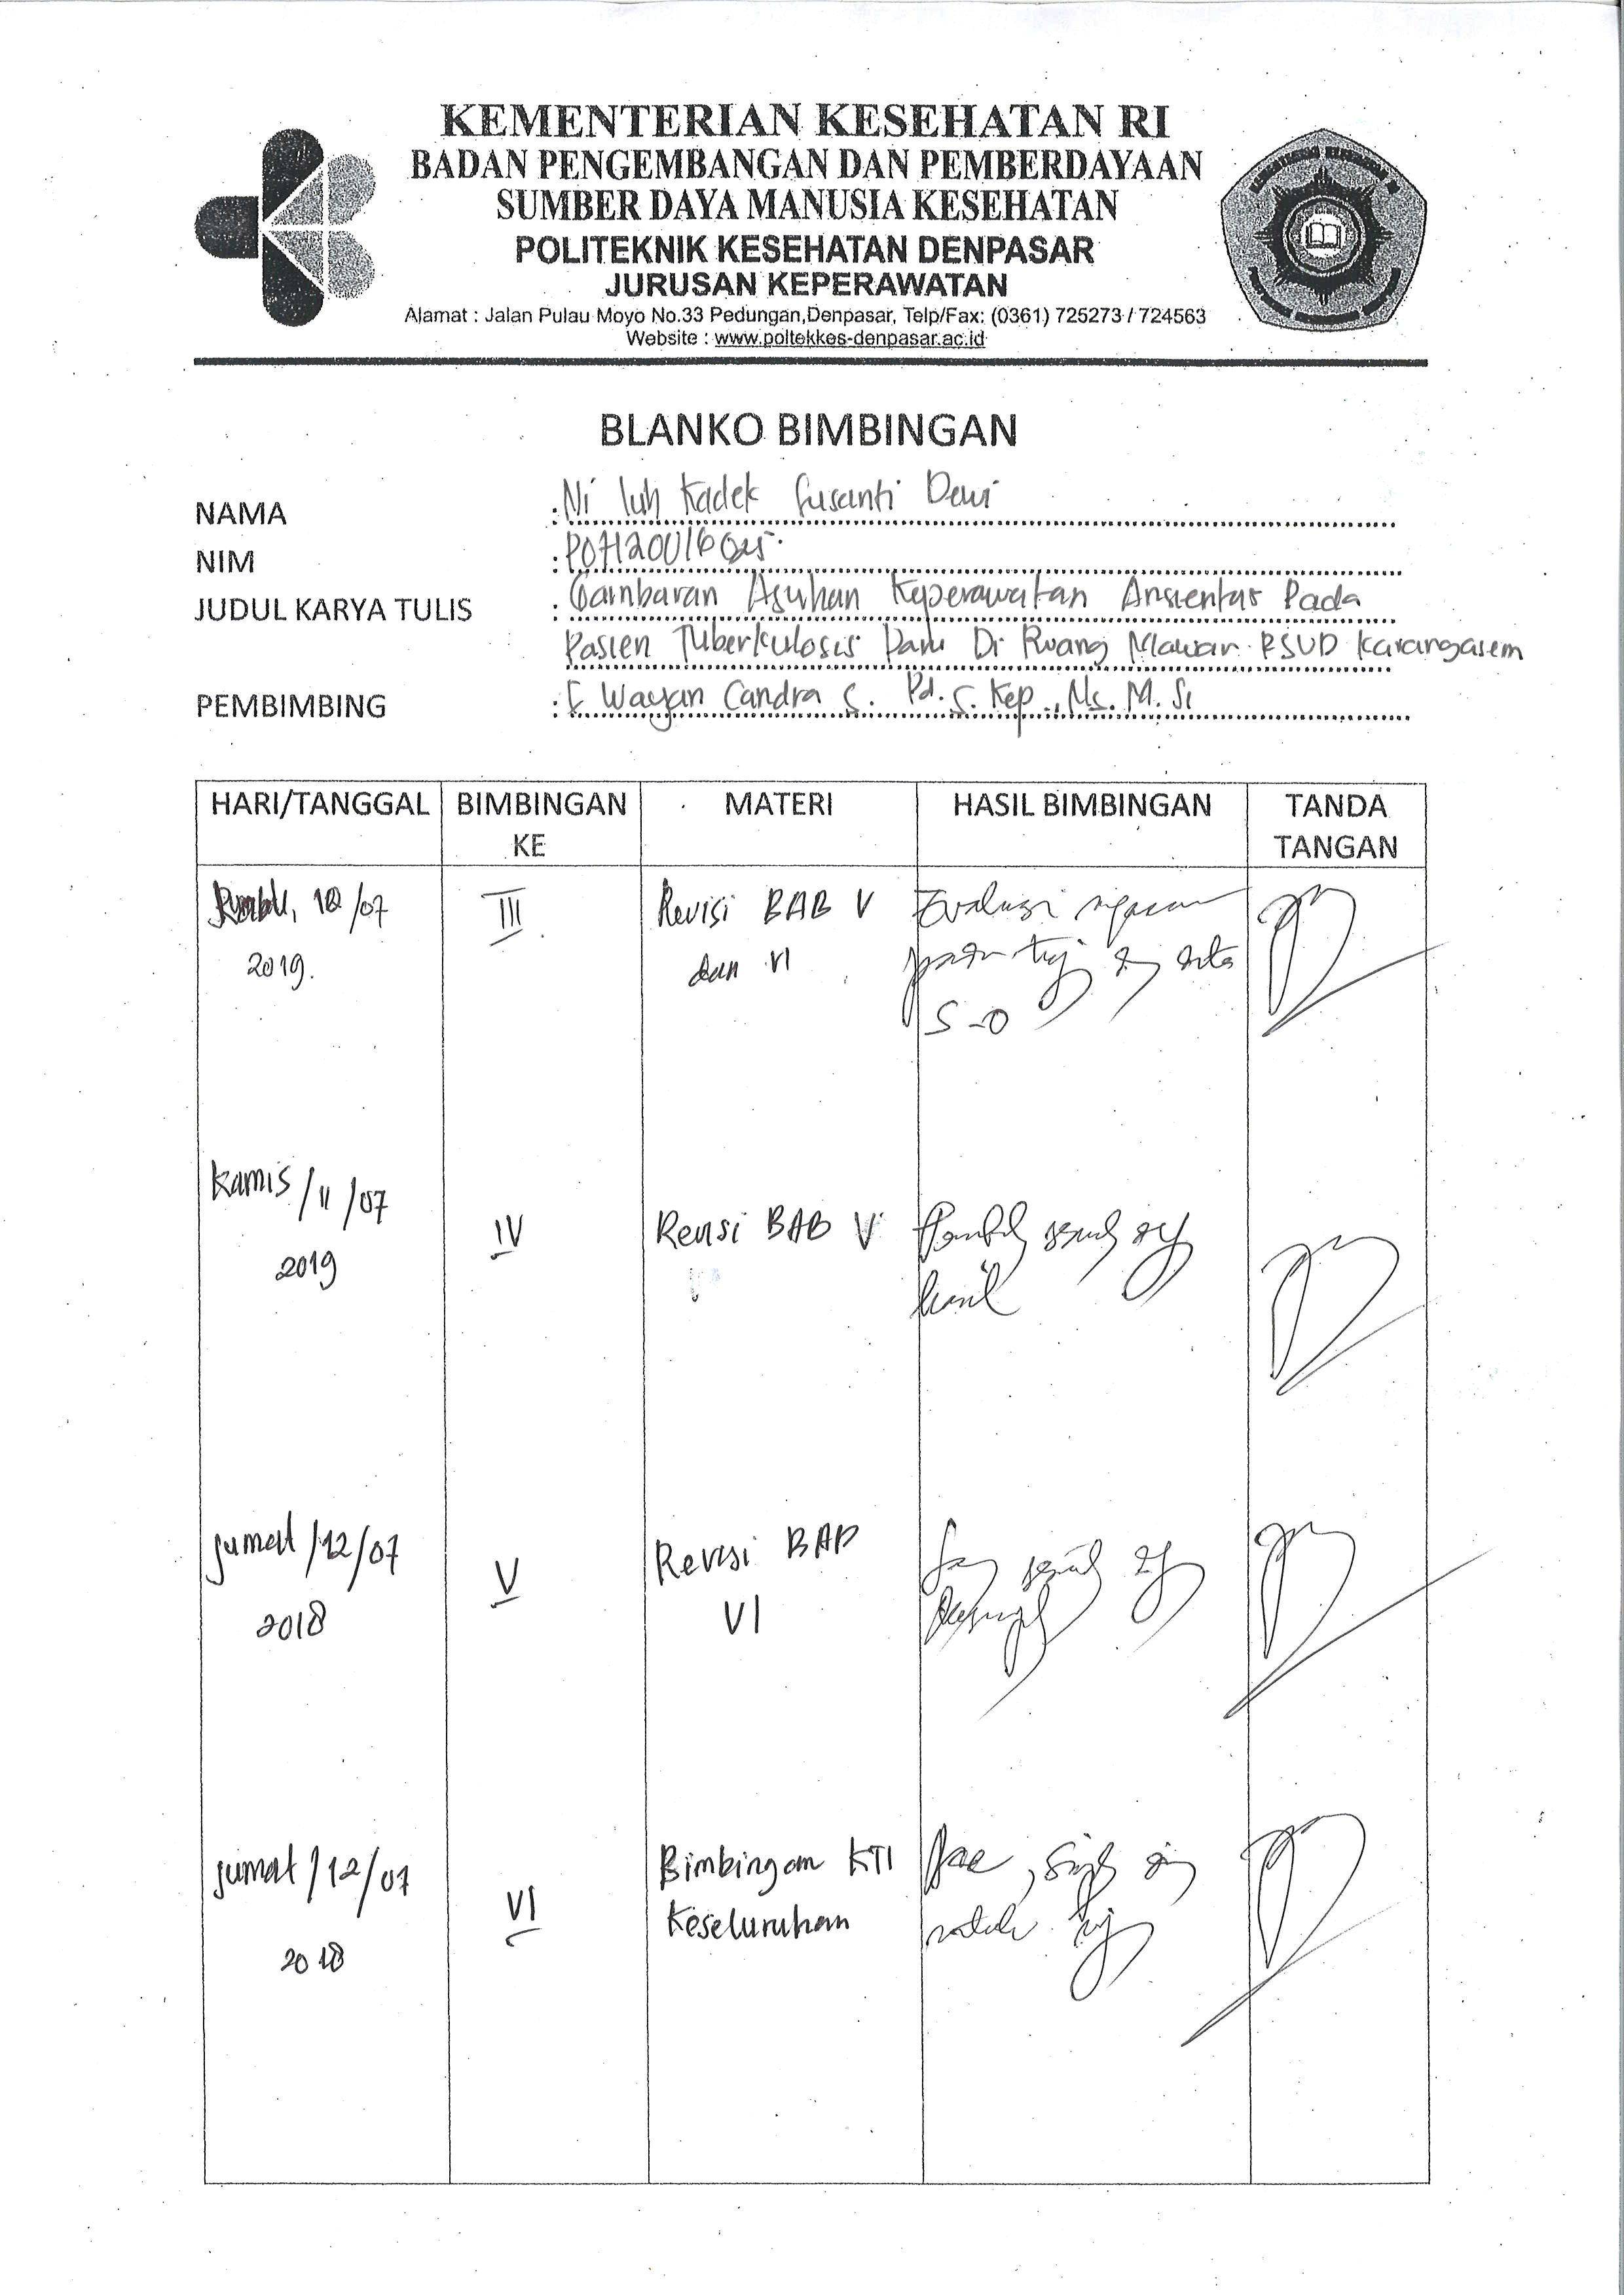 KEMENTERIAN KESEHATAN RI
BADAN PENGEMBANGAN DAN PEMBERDAYAAN
SUMBER DAYA MANUSIA KESEHATAN
POLITEKNIK KESEHATAN DENPASAR
JURUSAN KEPERAWATAN
Alamat : Jalan Pulau Moyo No.33 Pedungan,Denpasar, Telp/Fax: (0361) 725273 / 724563
Website : www.poltekkes-denpasar.ac.id
BLANKO BIMBINGAN
NAMA : Ni luh Kadek Susanti Dewi
NIM :
JUDUL KARYA TULIS : Gambaran Asuhan Keperawatan Ansientas Pada
Pasien Tuberkulosis Paru Di Ruang Mawar RSUD Karangasem
PEMBIMBING : I Wayan Candra S. Pd. S. Kep., Ns. M. Si
HARI/TANGGAL BIMBINGAN KE MATERI HASIL BIMBINGAN TANDA TANGAN
10/07 III Revisi BAB V Evaluasi
2019. dan VI
S-O
Kamis /11/07 IV Revisi BAB V
2019 hasil
Jumat /12/07 V Revisi BAB
2018 VI
Jumat /12/07 VI Bimbingan KTI
2018 Keseluruhan